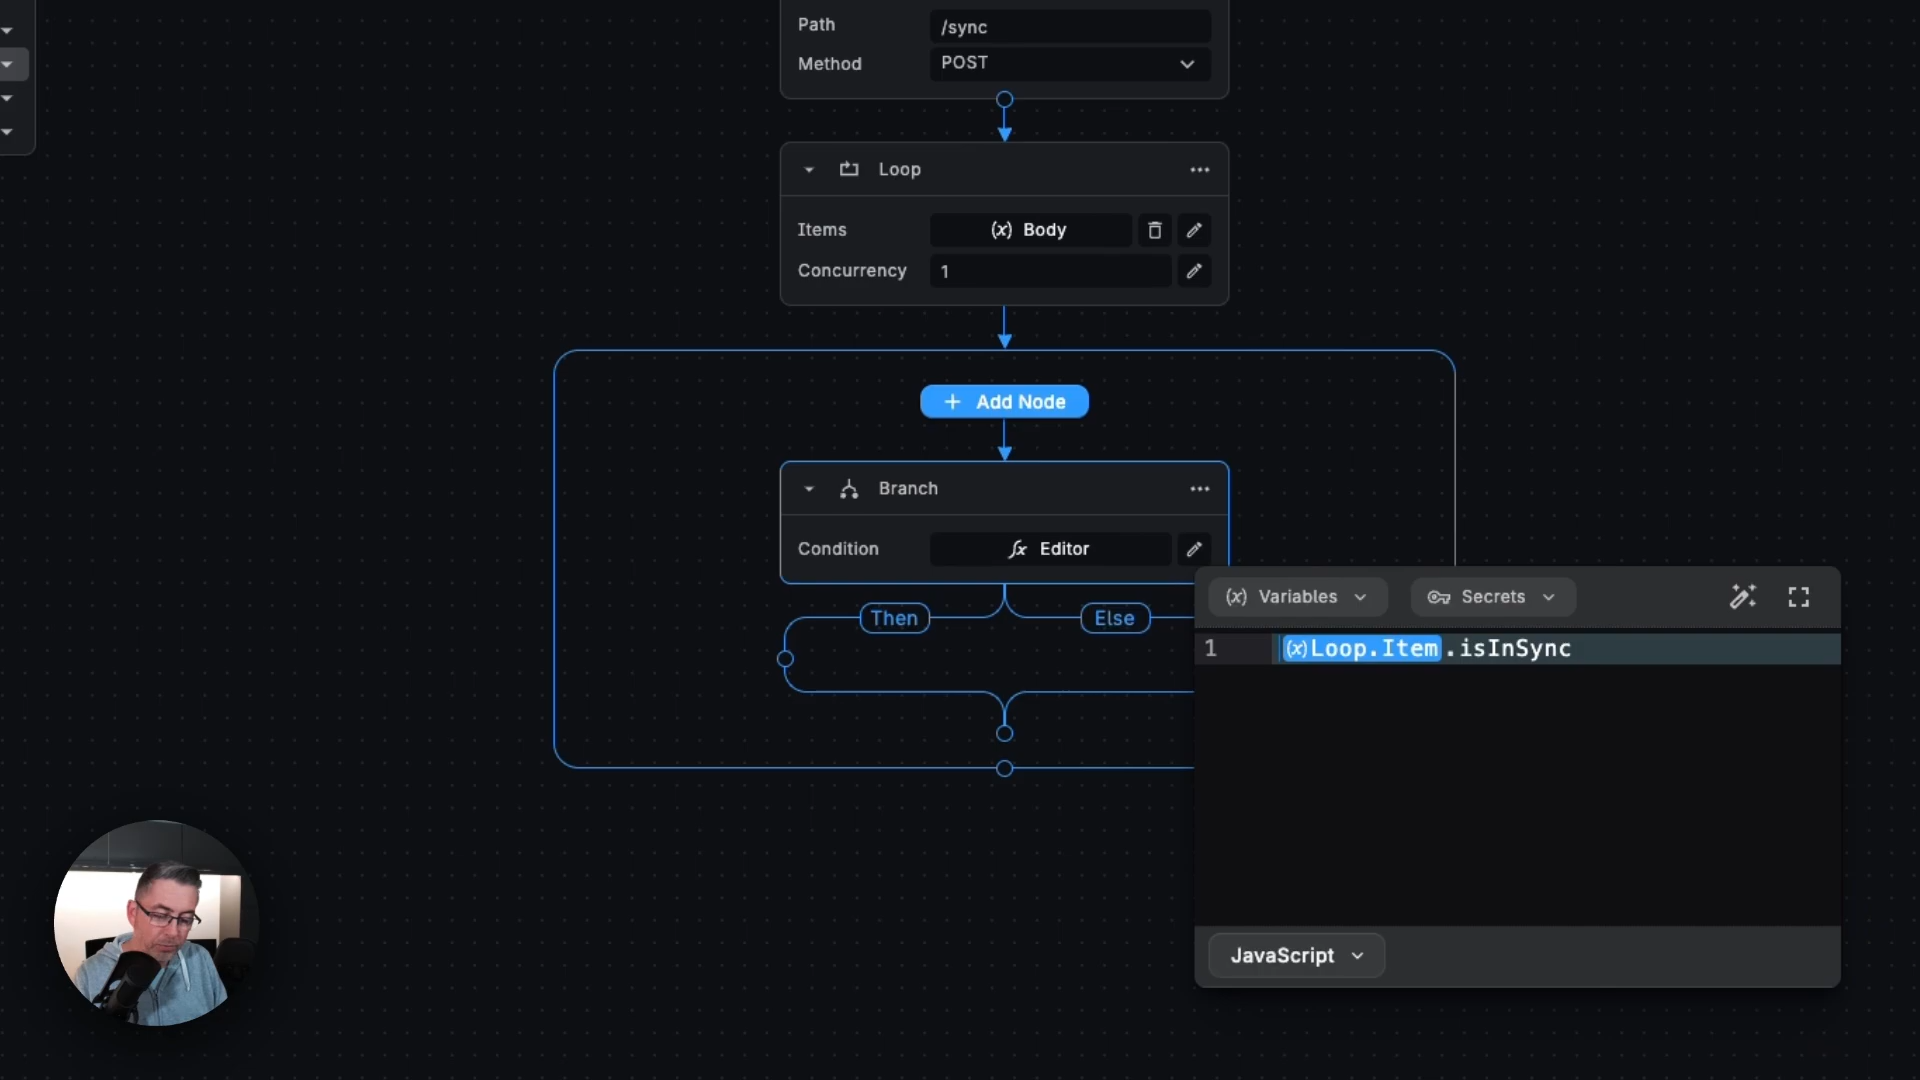 Path
/sync
Method
POST
Loop
Items
(x) Body
Concurrency
1
+ Add Node
Branch
Condition
fx Editor
Then
Else
(x) Variables
Secrets
1
(x)Loop.Item.isInSync
JavaScript